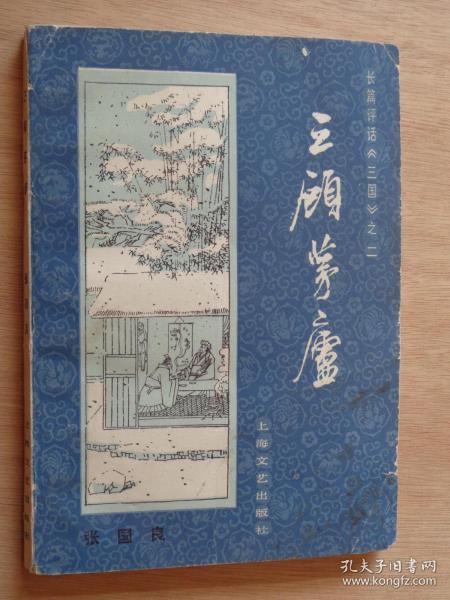 长篇评话《三国》之二
三顾茅庐
上海文艺出版社
张国良
孔夫子旧书网
www.kongfz.com